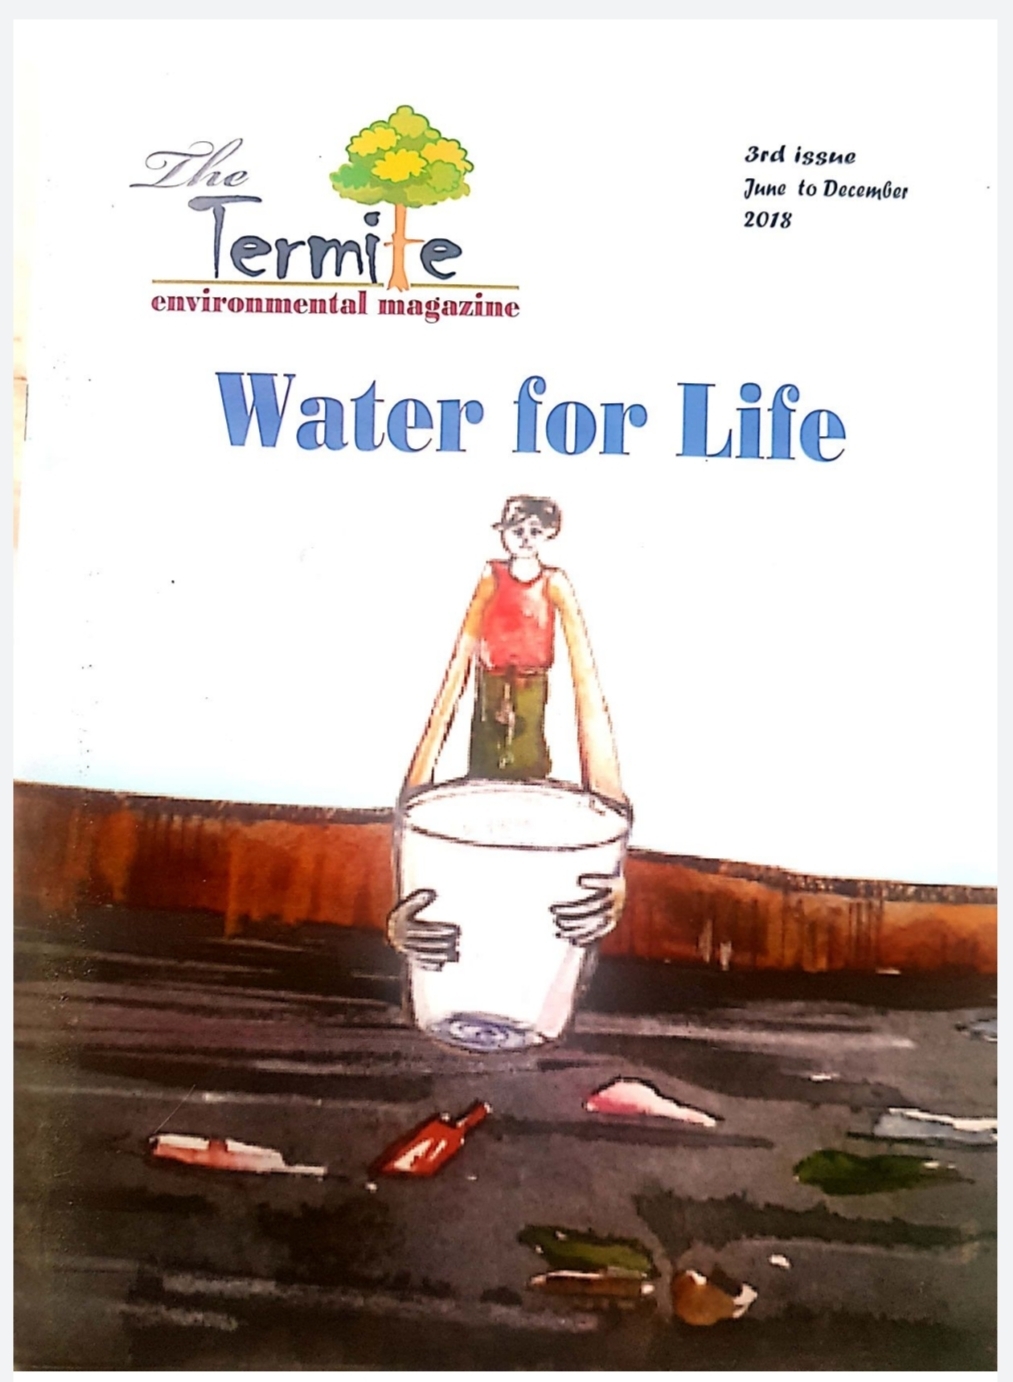 The
Termite
environmental magazine
3rd issue
June to December
2018
Water for Life